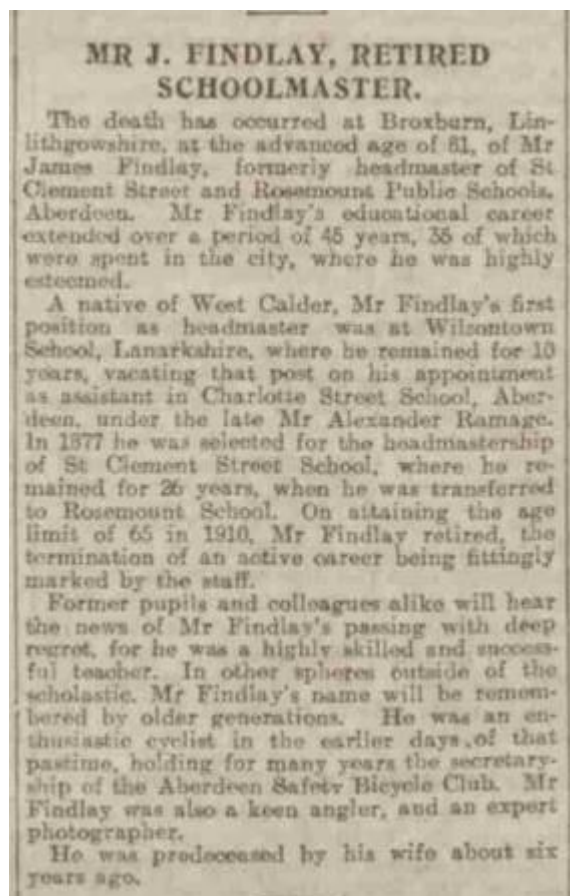 MR J. FINDLAY, RETIRED
SCHOOLMASTER.
The death has occurred at Broxburn, Lin-
lithgowshire, at the advanced age of 81, of Mr
James Findlay, formerly headmaster of St
Clement Street and Rosemount Public Schools,
Aberdeen. Mr Findlay's educational career
extended over a period of 45 years, 35 of which
were spent in the city, where he was highly
esteemed.
A native of West Calder, Mr Findlay's first
position as headmaster was at Wilsontown
School, Lanarkshire, where he remained for 10
years, vacating that post on his appointment
as assistant in Charlotte Street School, Aber-
deen, under the late Mr Alexander Ramage.
In 1877 he was selected for the headmastership
of St Clement Street School, where he re-
mained for 26 years, when he was transferred
to Rosemount School. On attaining the age
limit of 65 in 1910, Mr Findlay retired, the
termination of an active career being fittingly
marked by the staff.
Former pupils and colleagues alike will hear
the news of Mr Findlay's passing with deep
regret, for he was a highly skilled and success-
ful teacher. In other spheres outside of the
scholastic, Mr Findlay's name will be remem-
bered by older generations. He was an en-
thusiastic cyclist in the earlier days of that
pastime, holding for many years the secretary-
ship of the Aberdeen Safety Bicycle Club. Mr
Findlay was also a keen angler, and an expert
photographer.
He was predeceased by his wife about six
years ago.